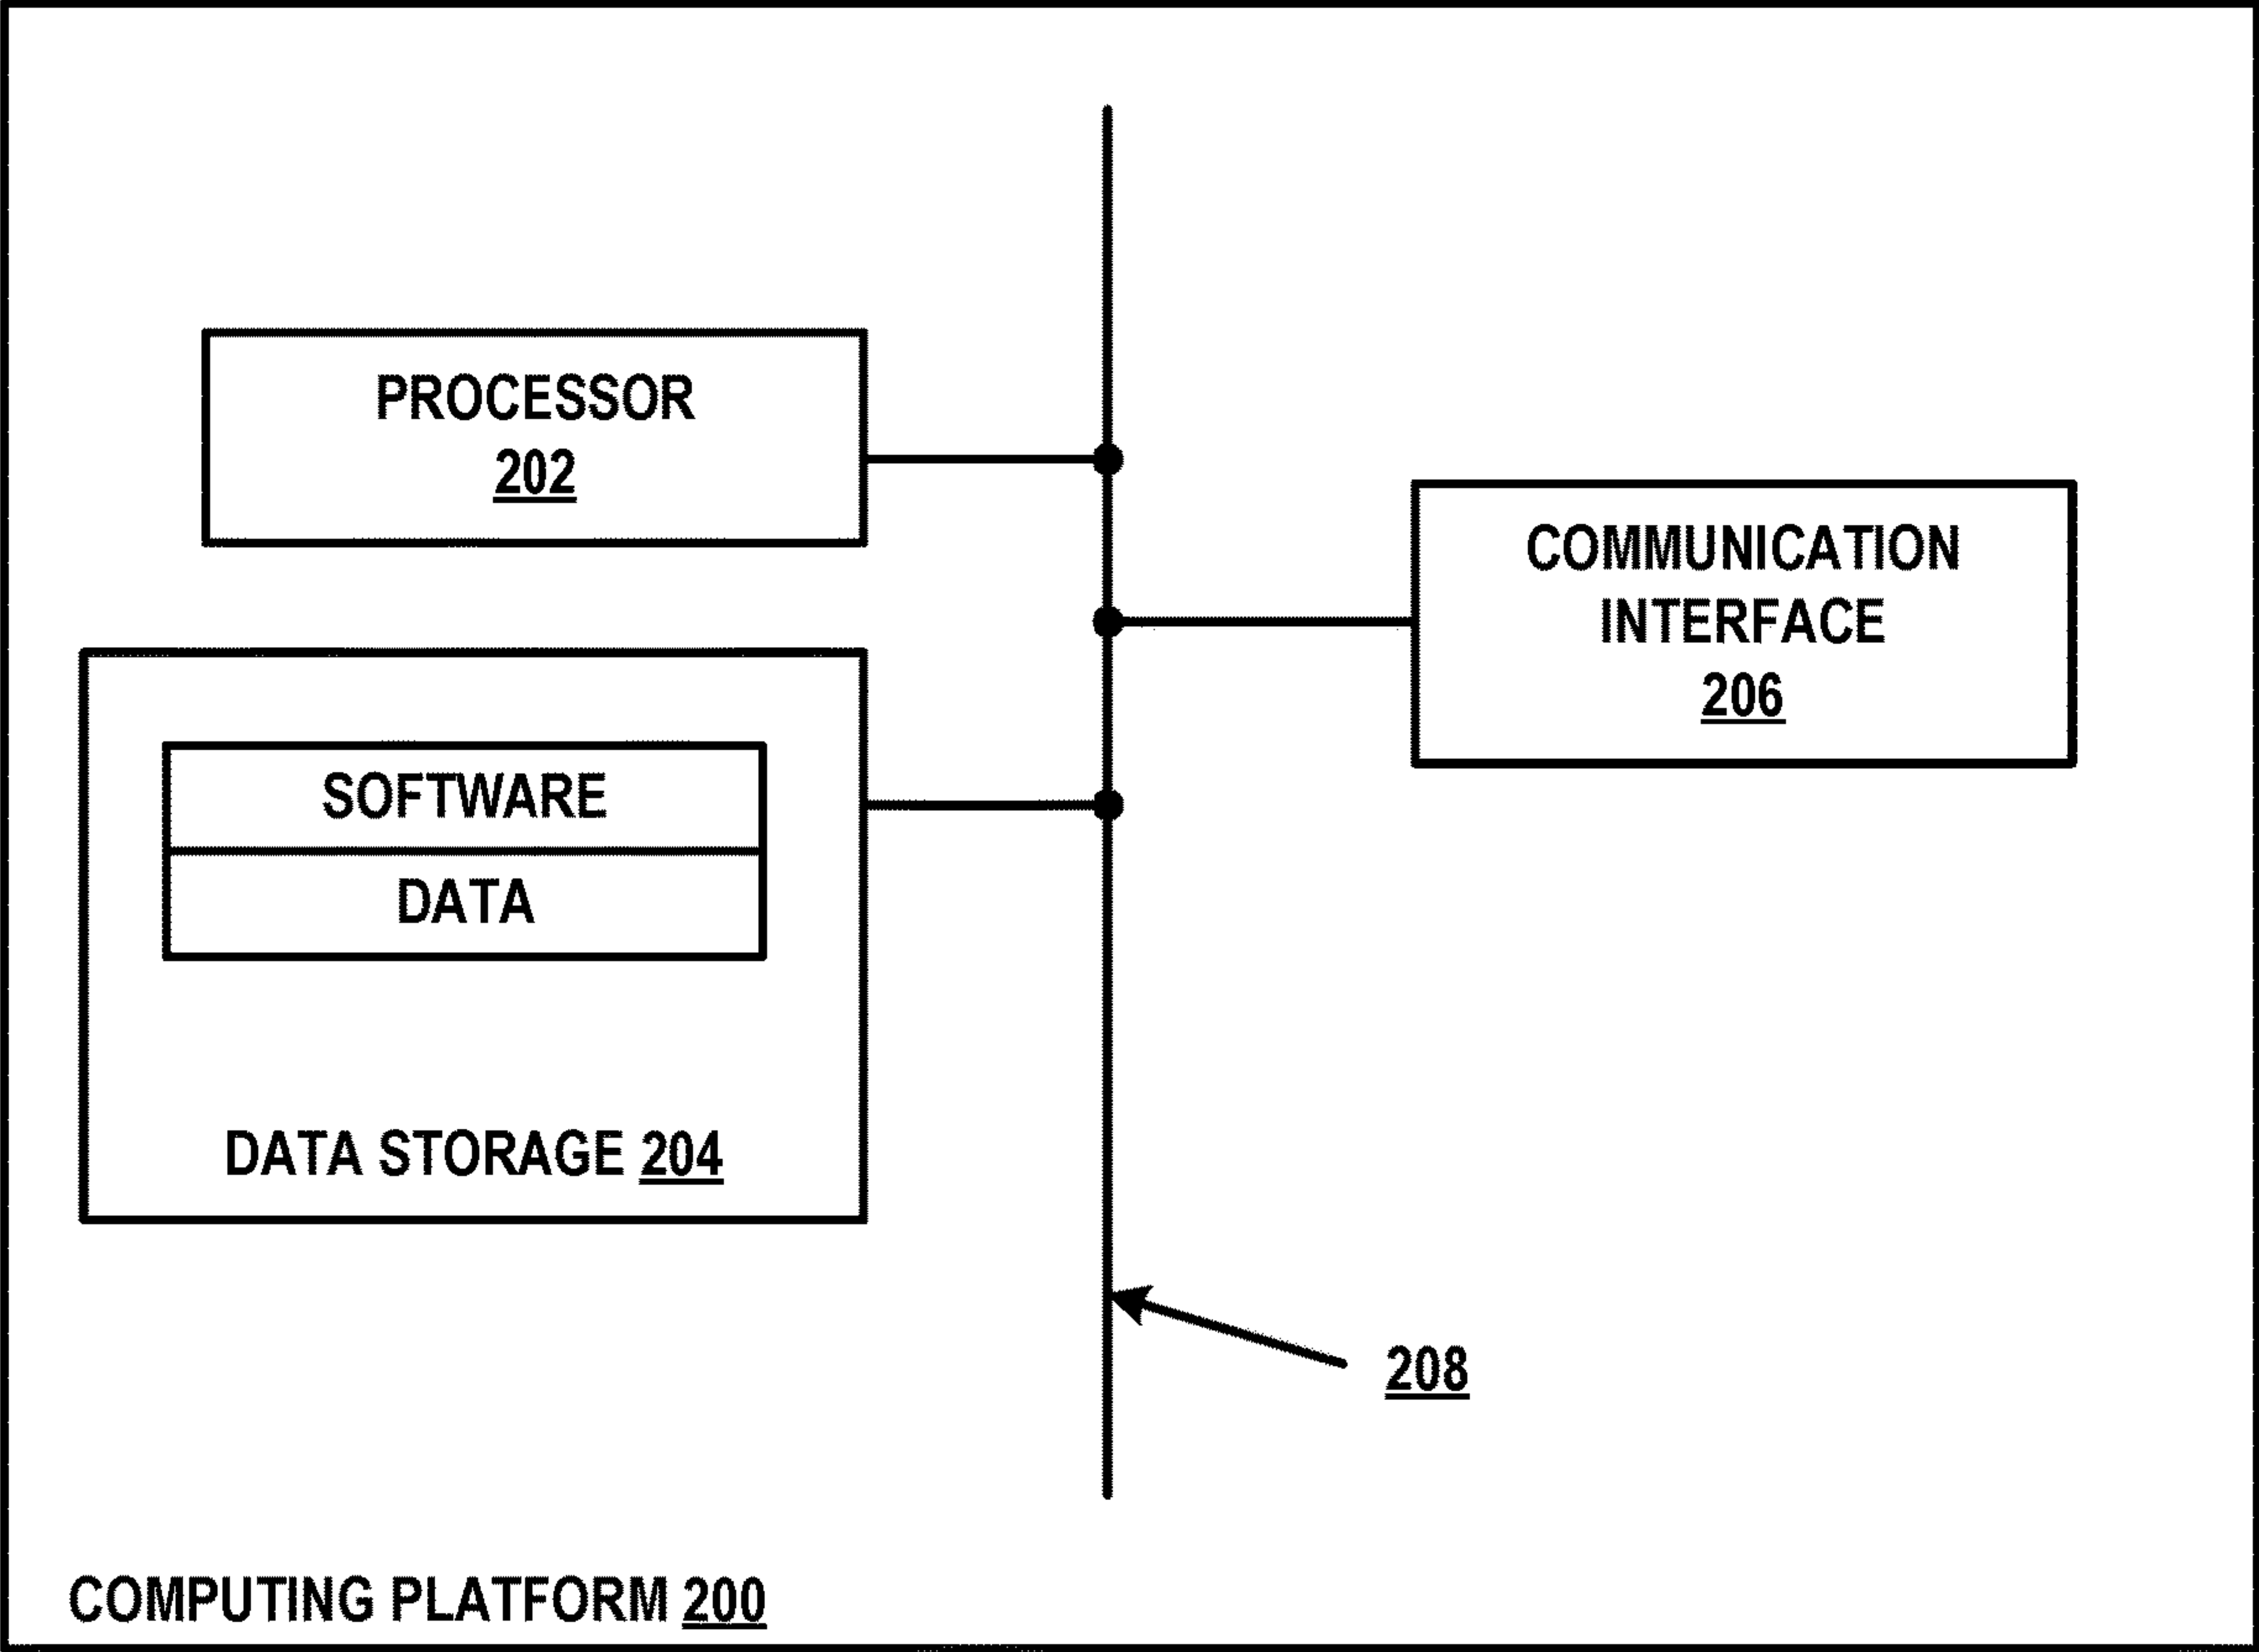 PROCESSOR
202
COMMUNICATION
INTERFACE
206
SOFTWARE
DATA
DATA STORAGE 204
208
COMPUTING PLATFORM 200